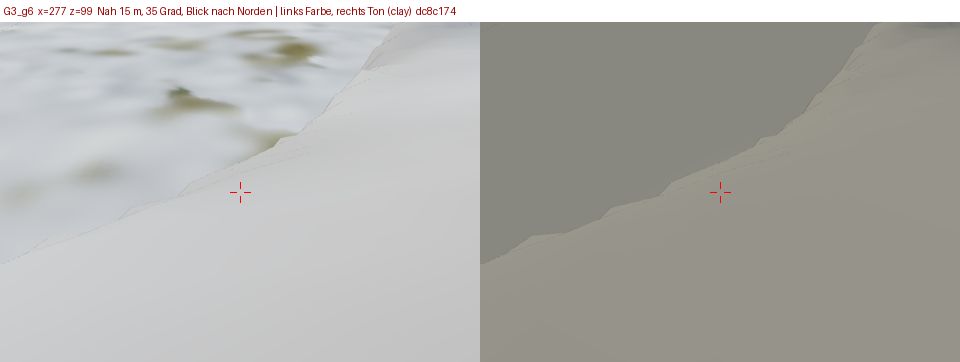 G3_g6 x=277 z=99 Nah 15 m, 35 Grad, Blick nach Norden | links Farbe, rechts Ton (clay) dc8c174